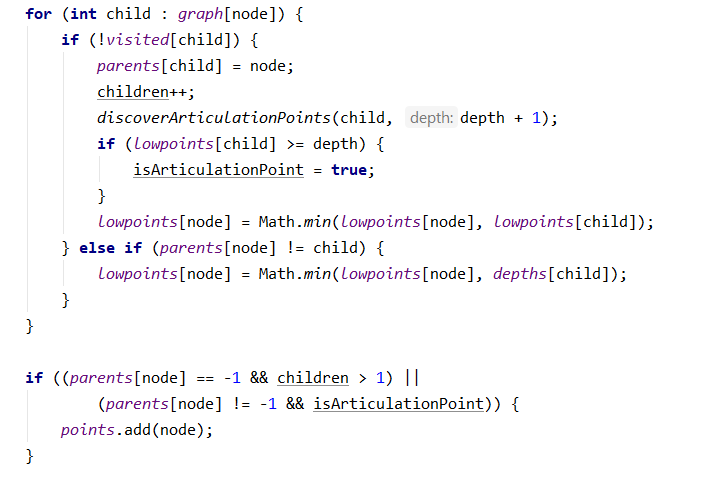 for (int child : graph[node]) {
if (!visited[child]) {
parents[child] = node;
children++;
discoverArticulationPoints(child, depth: depth + 1);
if (lowpoints[child] >= depth) {
isArticulationPoint = true;
}
lowpoints[node] = Math.min(lowpoints[node], lowpoints[child]);
} else if (parents[node] != child) {
lowpoints[node] = Math.min(lowpoints[node], depths[child]);
}
}
if ((parents[node] == -1 && children > 1) ||
(parents[node] != -1 && isArticulationPoint)) {
points.add(node);
}